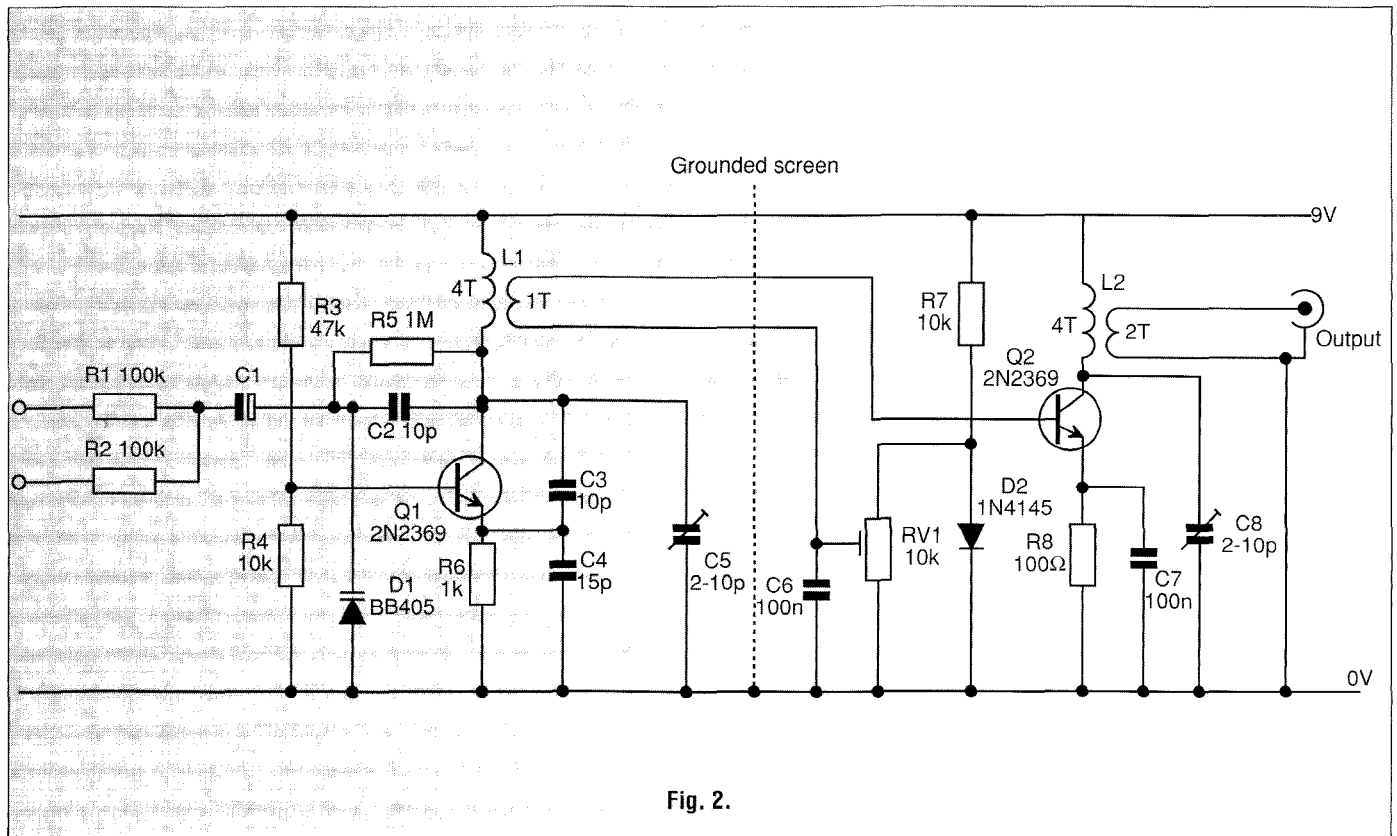 Grounded screen
9V
L1
4T
1T
R3
47k
R5 1M
R1 100k
C1
C2 10p
R2 100k
Q1
2N2369
R4
10k
D1
BB405
R6
1k
C3
10p
C4
15p
C5
2-10p
C6
100n
RV1
10k
R7
10k
D2
1N4145
Q2
2N2369
L2
4T
2T
Output
R8
100Ω
C7
100n
C8
2-10p
0V
Fig. 2.